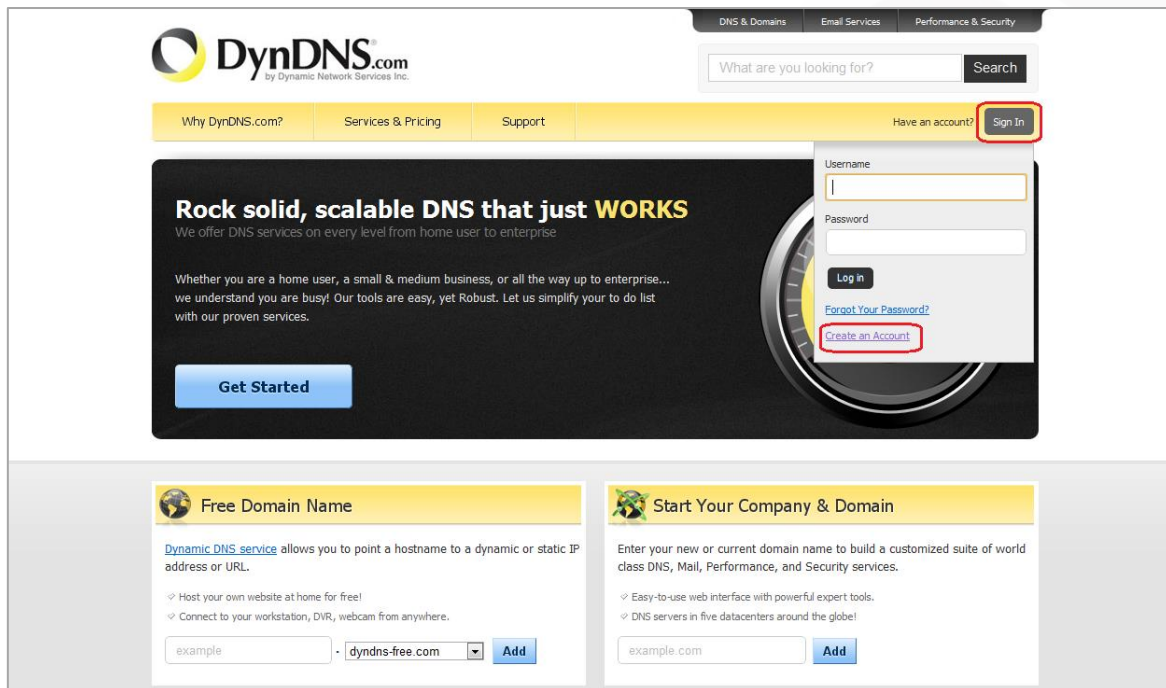 DNS & Domains
Email Services
Performance & Security
DynDNS.com
by Dynamic Network Services Inc.
What are you looking for?
Search
Why DynDNS.com?
Services & Pricing
Support
Have an account?
Sign In
Username
Password
Log in
Forgot Your Password?
Create an Account
Rock solid, scalable DNS that just WORKS
We offer DNS services on every level from home user to enterprise
Whether you are a home user, a small & medium business, or all the way up to enterprise...
we understand you are busy! Our tools are easy, yet Robust. Let us simplify your to do list
with our proven services.
Get Started
Free Domain Name
Dynamic DNS service allows you to point a hostname to a dynamic or static IP
address or URL.
Host your own website at home for free!
Connect to your workstation, DVR, webcam from anywhere.
example
. dyndns-free.com
Add
Start Your Company & Domain
Enter your new or current domain name to build a customized suite of world
class DNS, Mail, Performance, and Security services.
Easy-to-use web interface with powerful expert tools.
DNS servers in five datacenters around the globe!
example.com
Add